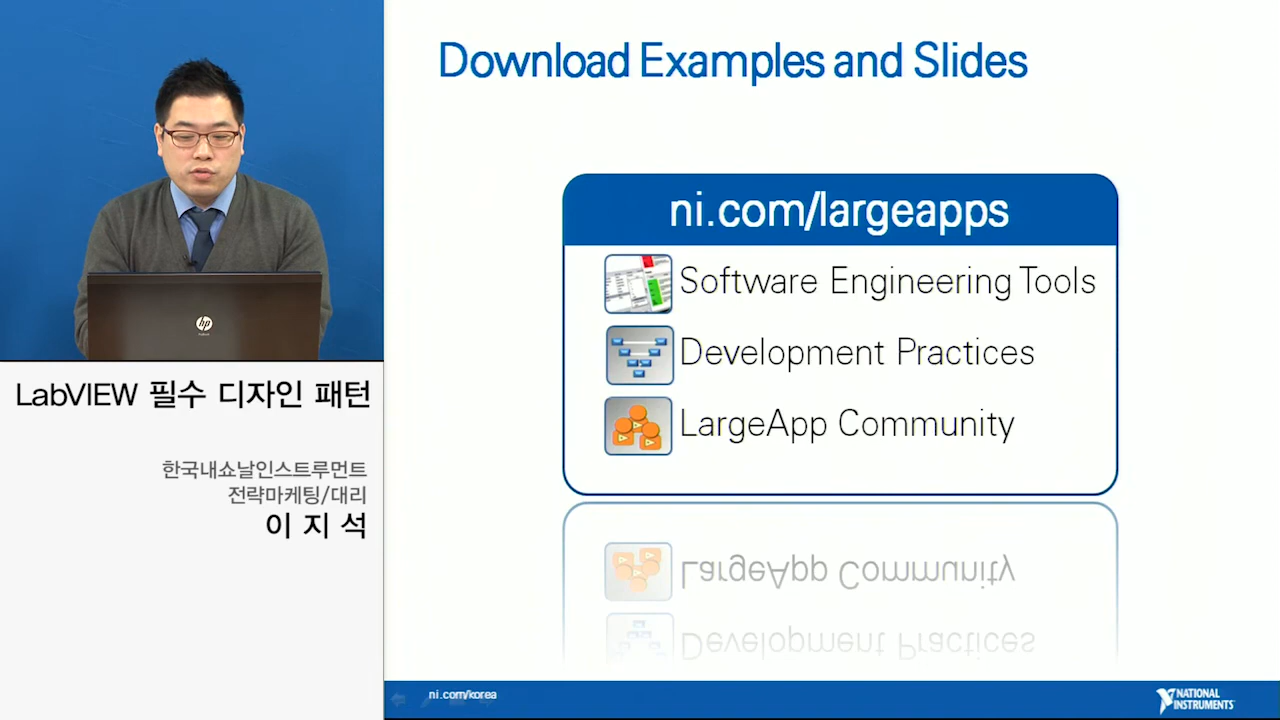 Download Examples and Slides
ni.com/largeapps
Software Engineering Tools
Development Practices
LargeApp Community
LargeApp Community
Development Practices
hp
LabVIEW 필수 디자인 패턴
한국내쇼날인스트루먼트
전략마케팅/대리
이 지 석
ni.com/korea
NATIONAL
INSTRUMENTS